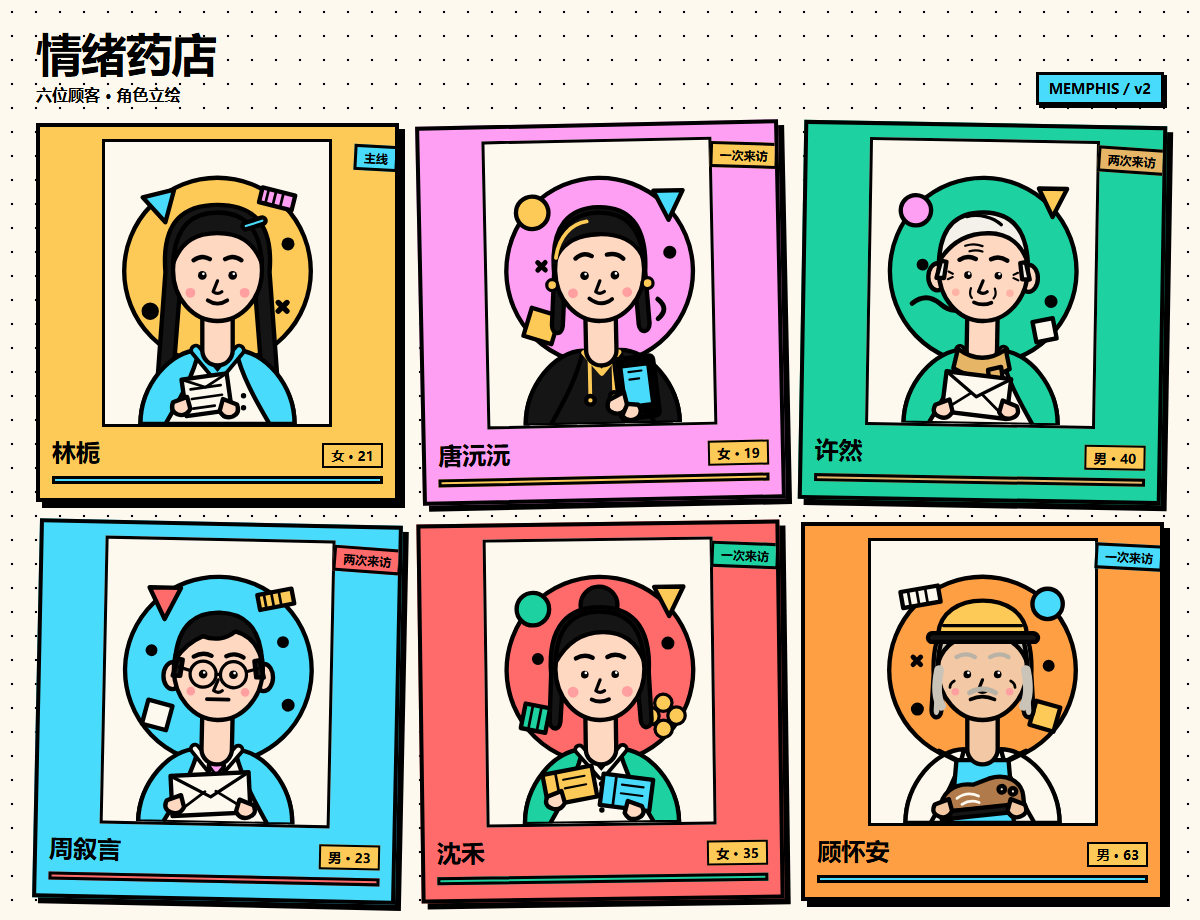 情绪药店
六位顾客 · 角色立绘
MEMPHIS / v2
主线
林栀
女 · 21
一次来访
唐沅沅
女 · 19
两次来访
许然
男 · 40
两次来访
周叙言
男 · 23
一次来访
沈禾
女 · 35
一次来访
顾怀安
男 · 63